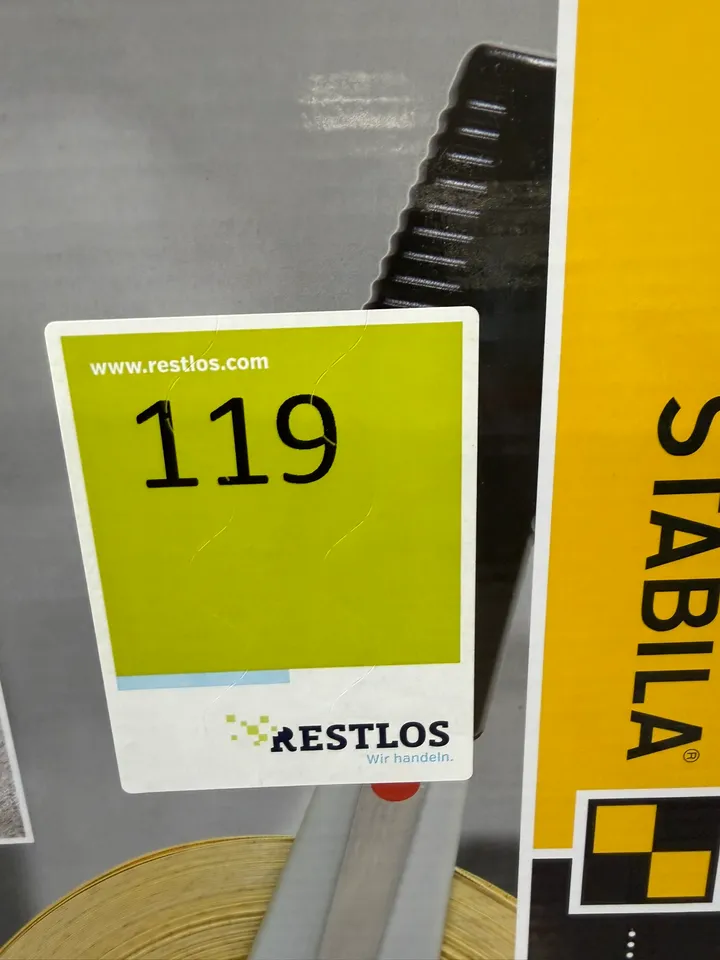 www.restlos.com
119
RESTLOS
Wir handeln.
STABILA®